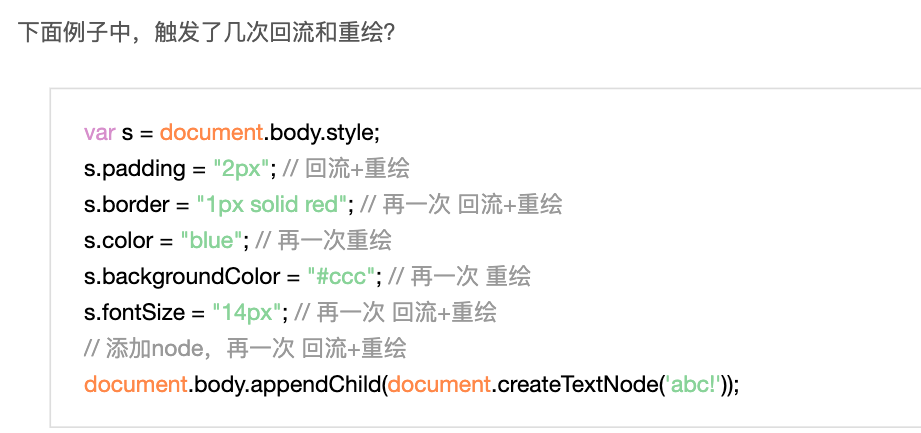 下面例子中，触发了几次回流和重绘？
var s = document.body.style;
s.padding = "2px"; // 回流+重绘
s.border = "1px solid red"; // 再一次 回流+重绘
s.color = "blue"; // 再一次重绘
s.backgroundColor = "#ccc"; // 再一次 重绘
s.fontSize = "14px"; // 再一次 回流+重绘
// 添加node，再一次 回流+重绘
document.body.appendChild(document.createTextNode('abc!'));